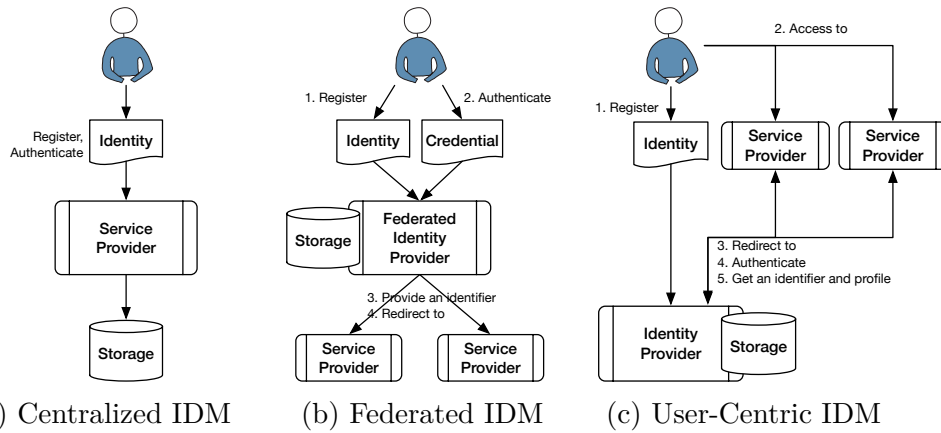 Register,
Authenticate
Identity
Service
Provider
Storage
) Centralized IDM
1. Register
2. Authenticate
Identity
Credential
Storage
Federated
Identity
Provider
3. Provide an identifier
4. Redirect to
Service
Provider
Service
Provider
(b) Federated IDM
2. Access to
1. Register
Identity
Service
Provider
Service
Provider
3. Redirect to
4. Authenticate
5. Get an identifier and profile
Identity
Provider
Storage
(c) User-Centric IDM